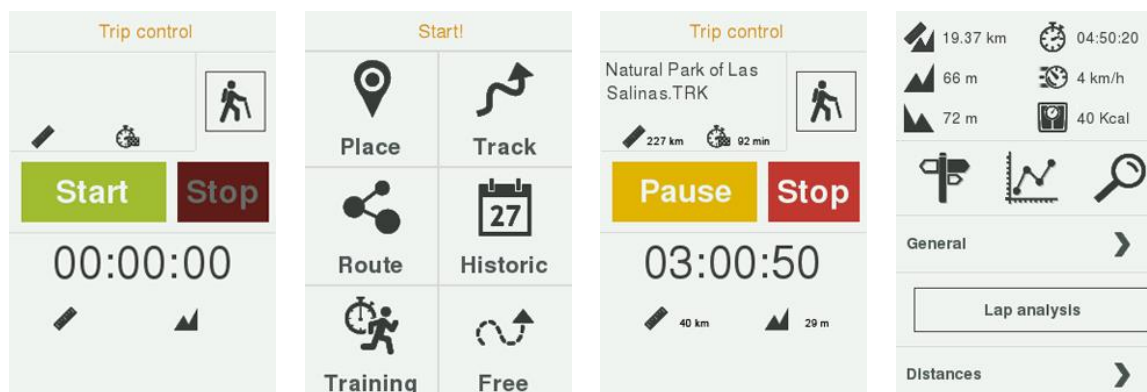 Trip control
Start
Stop
00:00:00
Start!
Place
Track
Route
27
Historic
Training
Free
Trip control
Natural Park of Las
Salinas.TRK
227 km
92 min
Pause
Stop
03:00:50
40 km
29 m
19.37 km
04:50:20
66 m
4 km/h
72 m
40 Kcal
General
Lap analysis
Distances